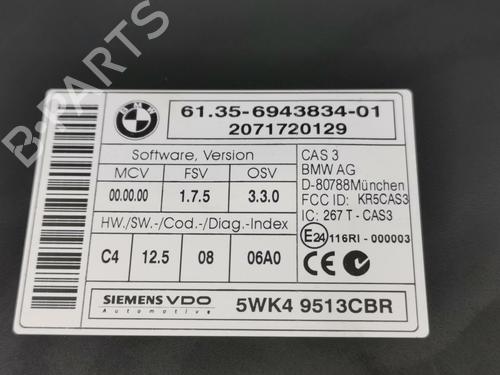 BMW
61.35-6943834-01
2071720129
Software, Version
MCV FSV OSV
00.00.00 1.7.5 3.3.0
HW./SW.-/Cod.-/Diag.-Index
C4 12.5 08 06A0
CAS 3
BMW AG
D-80788München
FCC ID: KR5CAS3
IC: 267 T - CAS3
E24 116RI - 000003
CE
SIEMENS VDO
Automotive
5WK4 9513CBR
B-PARTS